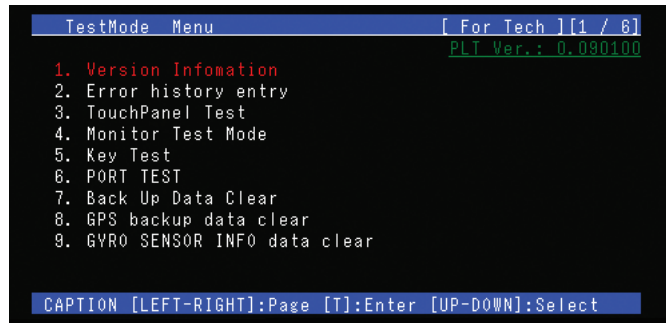 TestMode Menu [ For Tech ][1 / 6]
PLT Ver.: 0.090100
1. Version Infomation
2. Error history entry
3. TouchPanel Test
4. Monitor Test Mode
5. Key Test
6. PORT TEST
7. Back Up Data Clear
8. GPS backup data clear
9. GYRO SENSOR INFO data clear
CAPTION [LEFT-RIGHT]:Page [T]:Enter [UP-DOWN]:Select